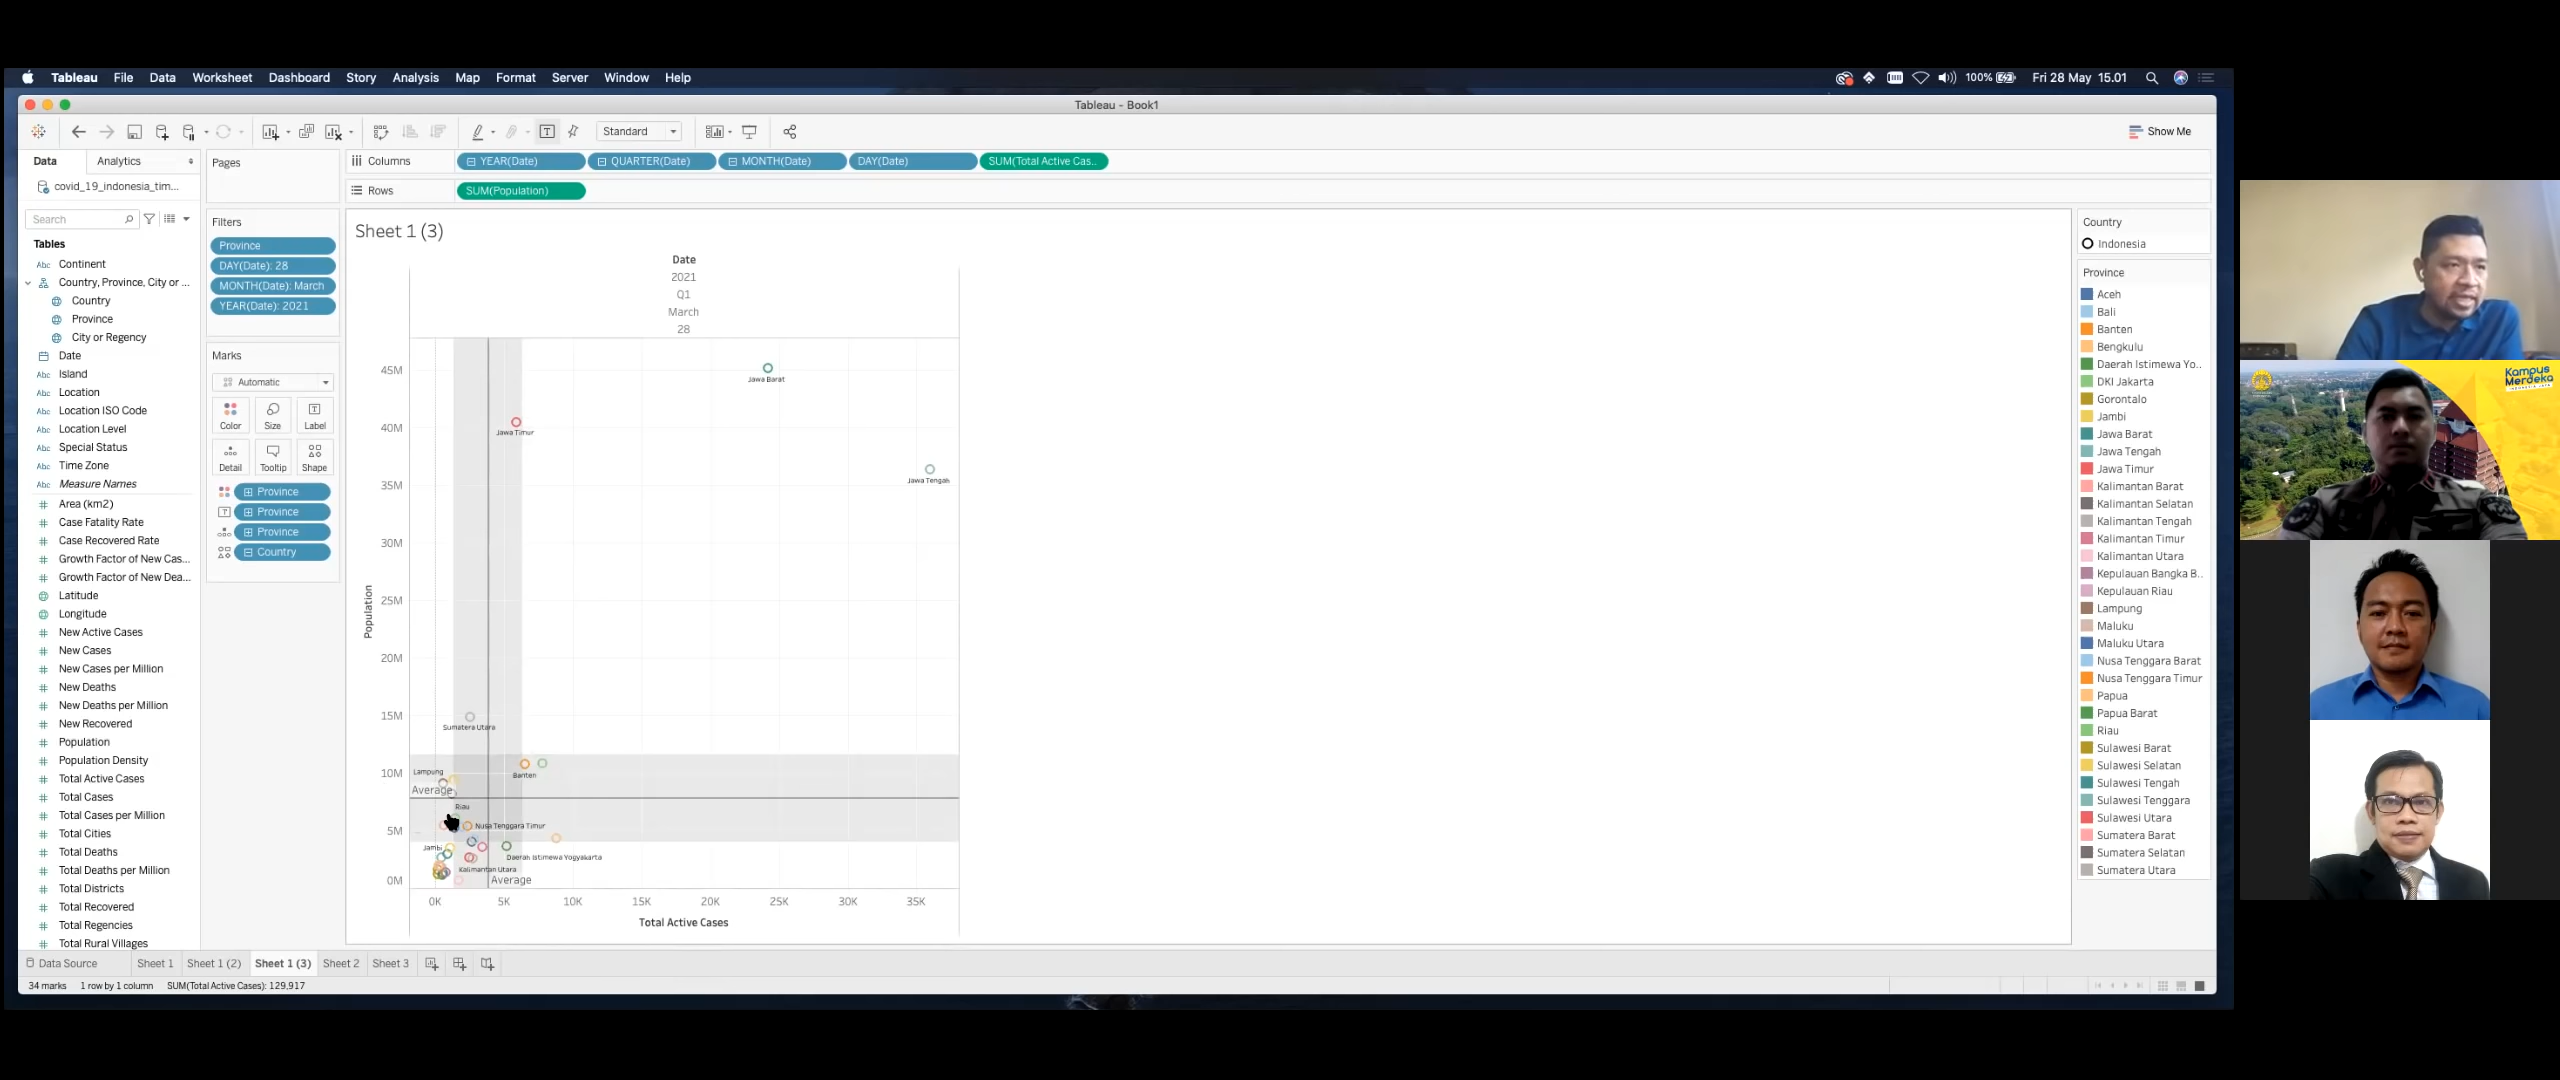 Tableau File Data Worksheet Dashboard Story Analysis Map Format Server Window Help
100% Fri 28 May 15.01
Tableau - Book1
Standard
Show Me
Data Analytics
covid_19_indonesia_tim...
Search
Tables
Continent
Country, Province, City or ...
Country
Province
City or Regency
Date
Island
Location
Location ISO Code
Location Level
Special Status
Time Zone
Measure Names
Area (km2)
Case Fatality Rate
Case Recovered Rate
Growth Factor of New Cas...
Growth Factor of New Dea...
Latitude
Longitude
New Active Cases
New Cases
New Cases per Million
New Deaths
New Deaths per Million
New Recovered
Population
Population Density
Total Active Cases
Total Cases
Total Cases per Million
Total Cities
Total Deaths
Total Deaths per Million
Total Districts
Total Recovered
Total Regencies
Total Rural Villages
Pages
Filters
Province
DAY(Date): 28
MONTH(Date): March
YEAR(Date): 2021
Marks
Automatic
Color Size Label
Detail Tooltip Shape
Province
Province
Province
Country
Columns YEAR(Date) QUARTER(Date) MONTH(Date) DAY(Date) SUM(Total Active Cas..
Rows SUM(Population)
Sheet 1 (3)
Date
2021
Q1
March
28
Population
45M
40M
35M
30M
25M
20M
15M
10M
5M
0M
Jawa Barat
Jawa Timur
Jawa Tengah
Sumatera Utara
Lampung
Banten
Average
Riau
Nusa Tenggara Timur
Jambi
Daerah Istimewa Yogyakarta
Kalimantan Utara
Average
0K 5K 10K 15K 20K 25K 30K 35K
Total Active Cases
Country
Indonesia
Province
Aceh
Bali
Banten
Bengkulu
Daerah Istimewa Yo..
DKI Jakarta
Gorontalo
Jambi
Jawa Barat
Jawa Tengah
Jawa Timur
Kalimantan Barat
Kalimantan Selatan
Kalimantan Tengah
Kalimantan Timur
Kalimantan Utara
Kepulauan Bangka B..
Kepulauan Riau
Lampung
Maluku
Maluku Utara
Nusa Tenggara Barat
Nusa Tenggara Timur
Papua
Papua Barat
Riau
Sulawesi Barat
Sulawesi Selatan
Sulawesi Tengah
Sulawesi Tenggara
Sulawesi Utara
Sumatera Barat
Sumatera Selatan
Sumatera Utara
Data Source Sheet 1 Sheet 1 (2) Sheet 1 (3) Sheet 2 Sheet 3
34 marks 1 row by 1 column SUM(Total Active Cases): 129,917
Kampus
Merdeka